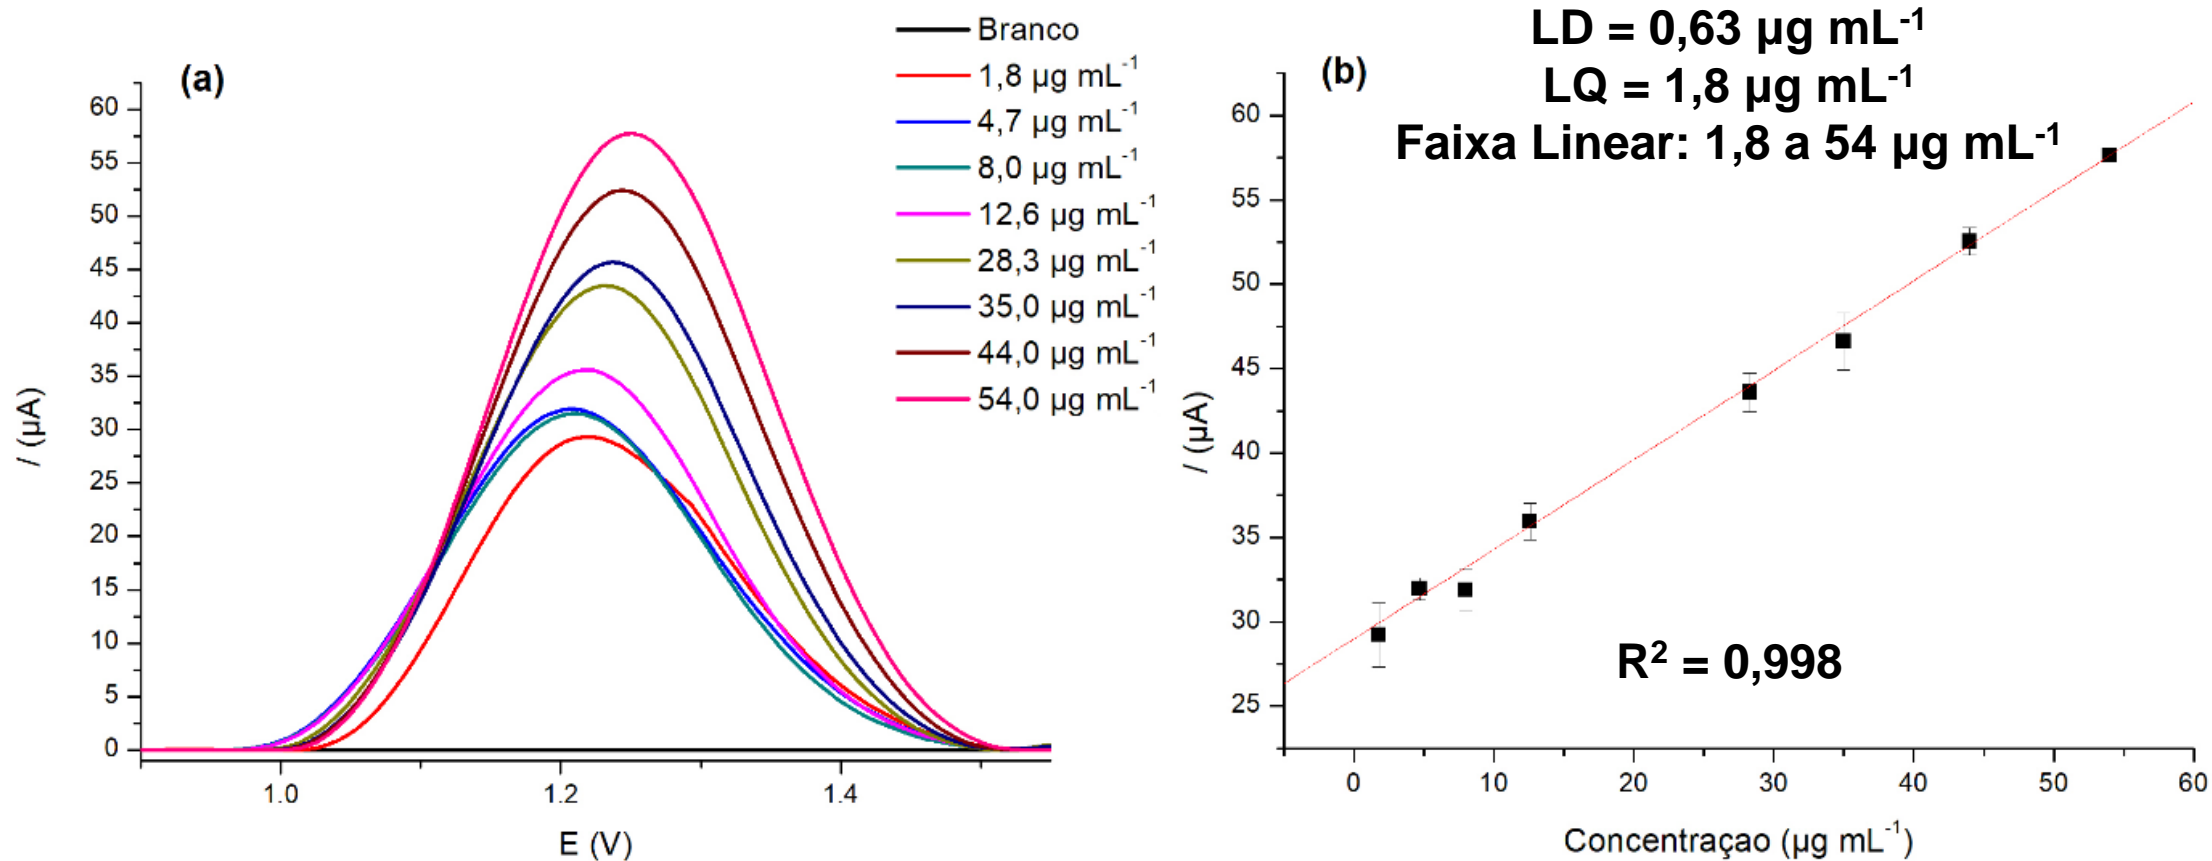 (a)
Branco
1,8 µg mL⁻¹
4,7 µg mL⁻¹
8,0 µg mL⁻¹
12,6 µg mL⁻¹
28,3 µg mL⁻¹
35,0 µg mL⁻¹
44,0 µg mL⁻¹
54,0 µg mL⁻¹
60
55
50
45
40
35
30
25
20
15
10
5
0
I (µA)
1.0
1.2
1.4
E (V)
(b)
LD = 0,63 µg mL⁻¹
LQ = 1,8 µg mL⁻¹
Faixa Linear: 1,8 a 54 µg mL⁻¹
60
55
50
45
40
35
30
25
I (µA)
R² = 0,998
0
10
20
30
40
50
60
Concentraçao (µg mL⁻¹)